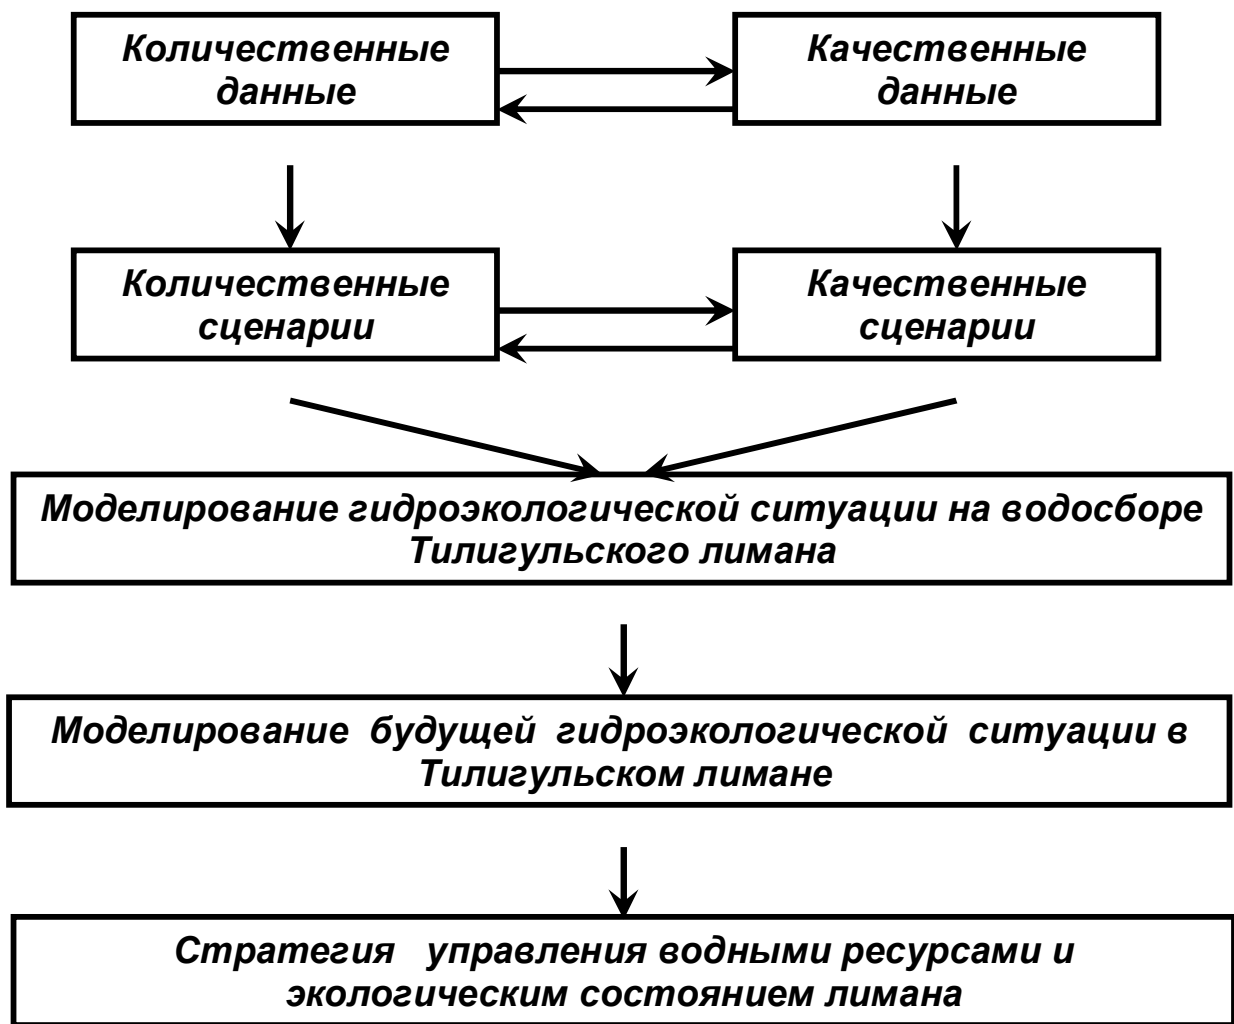 Количественные
данные
Качественные
данные
Количественные
сценарии
Качественные
сценарии
Моделирование гидроэкологической ситуации на водосборе
Тилигульского лимана
Моделирование будущей гидроэкологической ситуации в
Тилигульском лимане
Стратегия управления водными ресурсами и
экологическим состоянием лимана